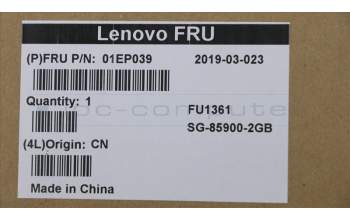 Lenovo FRU
(P)FRU P/N: 01EP039 2019-03-023
Quantity: 1 FU1361
SG-85900-2GB
(4L)Origin: CN
Made in China